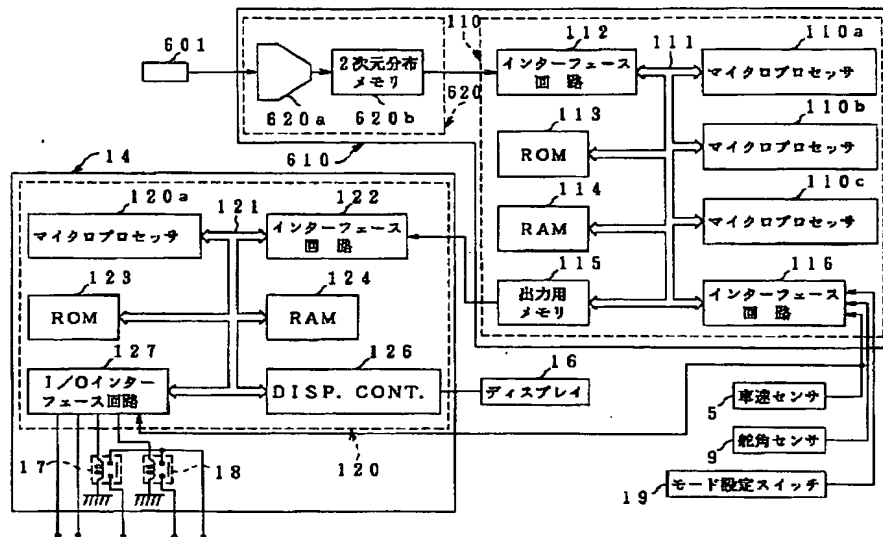 601
620a
2次元分布
メモリ
620b
620
610
110
112
インターフェース
回路
111
110a
マイクロプロセッサ
113
ROM
110b
マイクロプロセッサ
114
RAM
110c
マイクロプロセッサ
115
出力用
メモリ
116
インターフェース
回路
14
120a
マイクロプロセッサ
121
122
インターフェース
回路
123
ROM
124
RAM
127
I/Oインター
フェース回路
126
DISP. CONT.
16
ディスプレイ
120
17
18
車速センサ
5
舵角センサ
9
モード設定スイッチ
19